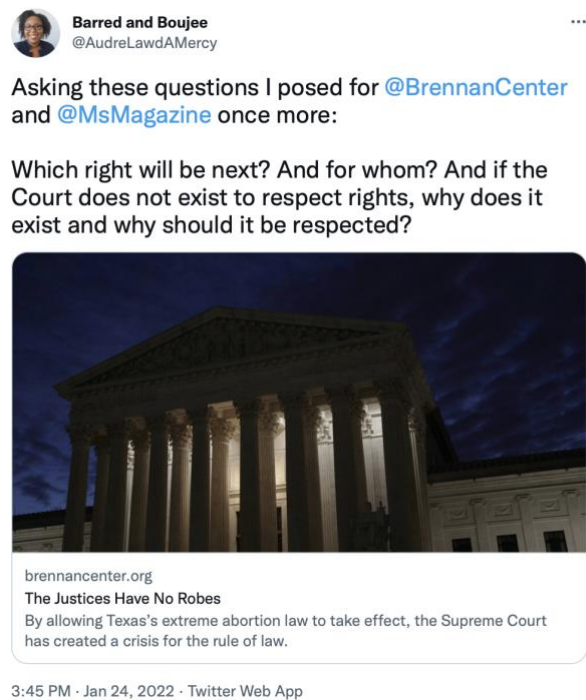 Barred and Boujee
@AudreLawdAMercy
Asking these questions I posed for @BrennanCenter
and @MsMagazine once more:
Which right will be next? And for whom? And if the
Court does not exist to respect rights, why does it
exist and why should it be respected?
brennancenter.org
The Justices Have No Robes
By allowing Texas's extreme abortion law to take effect, the Supreme Court
has created a crisis for the rule of law.
3:45 PM · Jan 24, 2022 · Twitter Web App